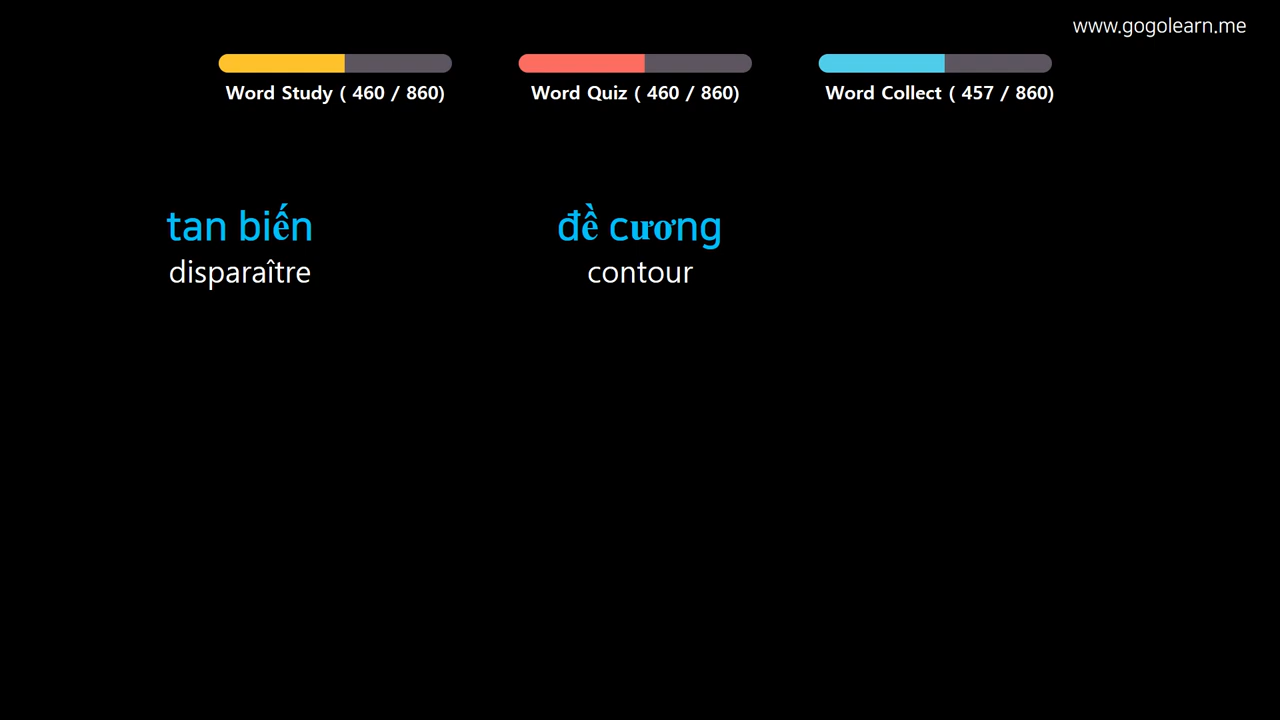 www.gogolearn.me
Word Study ( 460 / 860)
Word Quiz ( 460 / 860)
Word Collect ( 457 / 860)
tan biến
đề cương
disparaître
contour